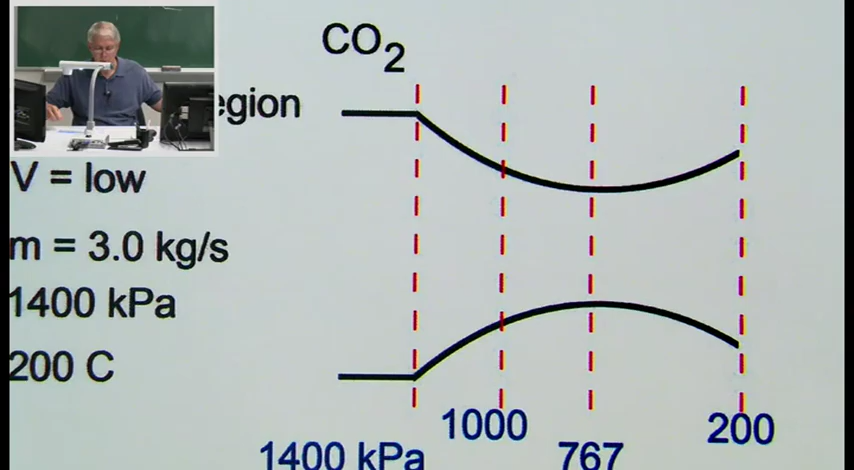 CO2
egion
V = low
m = 3.0 kg/s
1400 kPa
200 C
1000
200
1400 kPa
767